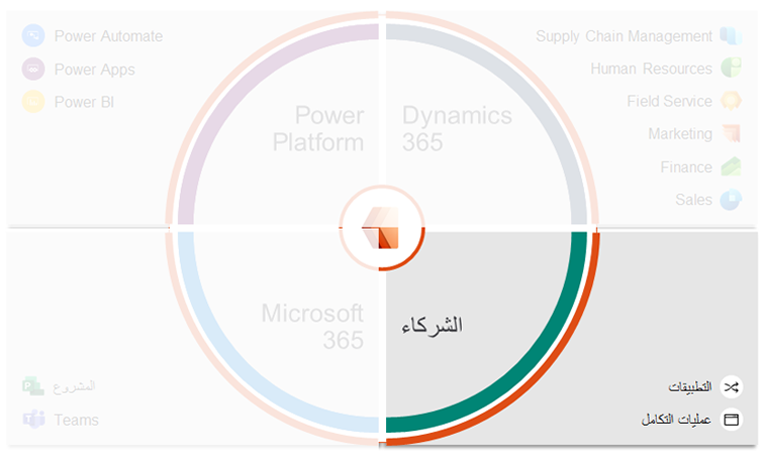 Power Automate
Power Apps
Power BI
Power
Platform
Dynamics
365
Supply Chain Management
Human Resources
Field Service
Marketing
Finance
Sales
Microsoft
365
المشروع
Teams
الشركاء
التطبيقات
عمليات التكامل